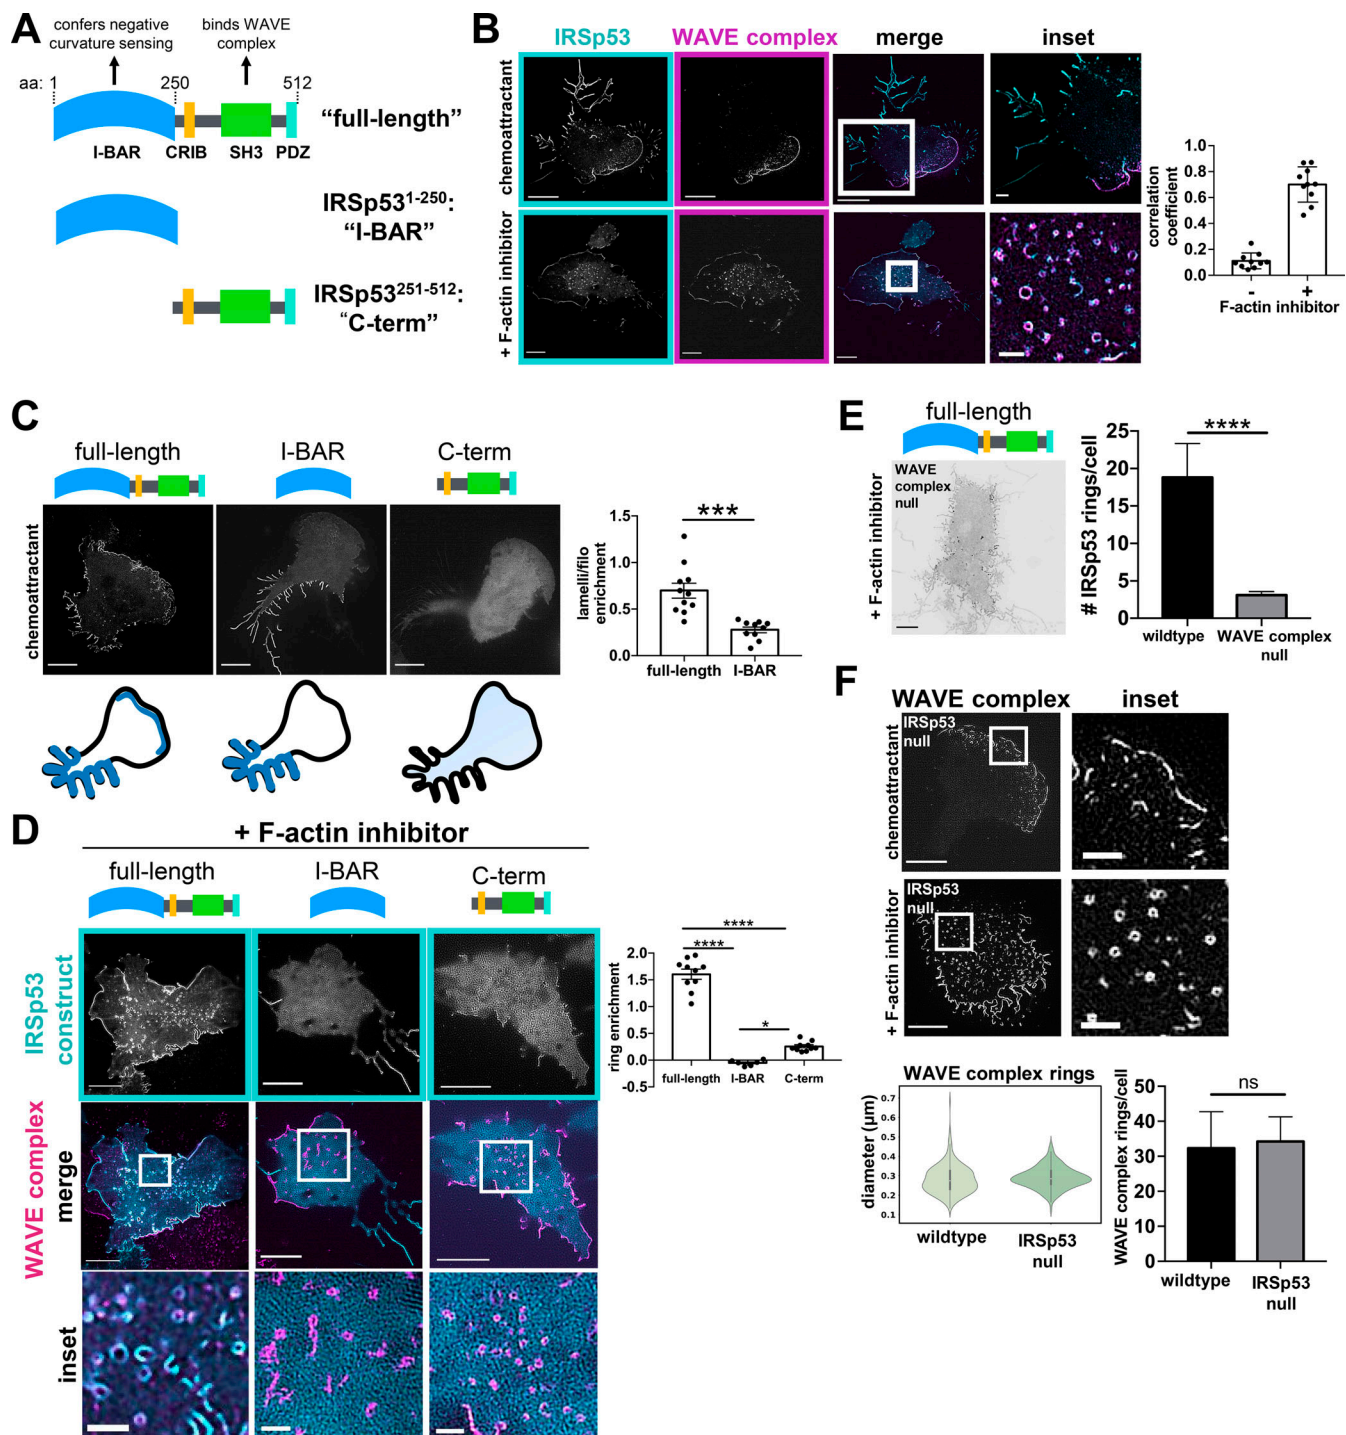 A
confers negative
curvature sensing
binds WAVE
complex
aa: 1
250
512
"full-length"
I-BAR CRIB SH3 PDZ
IRSp53¹⁻²⁵⁰:
"I-BAR"
IRSp53²⁵¹⁻⁵¹²:
"C-term"
B
IRSp53 WAVE complex merge inset
chemoattractant
+ F-actin inhibitor
correlation
coefficient
1.0
0.8
0.6
0.4
0.2
0.0
- +
F-actin inhibitor
C
full-length I-BAR C-term
chemoattractant
lamelli/filo
enrichment
1.5
1.0
0.5
0.0
***
full-length I-BAR
D
+ F-actin inhibitor
full-length I-BAR C-term
IRSp53
construct
WAVE complex
merge
inset
ring enrichment
2.0
1.5
1.0
0.5
0.0
-0.5
****
****
*
full-length I-BAR C-term
E
full-length
+ F-actin inhibitor
WAVE
complex
null
# IRSp53 rings/cell
25
20
15
10
5
0
****
wildtype WAVE complex
null
F
WAVE complex inset
chemoattractant
IRSp53
null
+ F-actin inhibitor
IRSp53
null
WAVE complex rings
diameter (μm)
0.7
0.6
0.5
0.4
0.3
0.2
0.1
wildtype IRSp53
null
WAVE complex rings/cell
50
40
30
20
10
0
ns
wildtype IRSp53
null